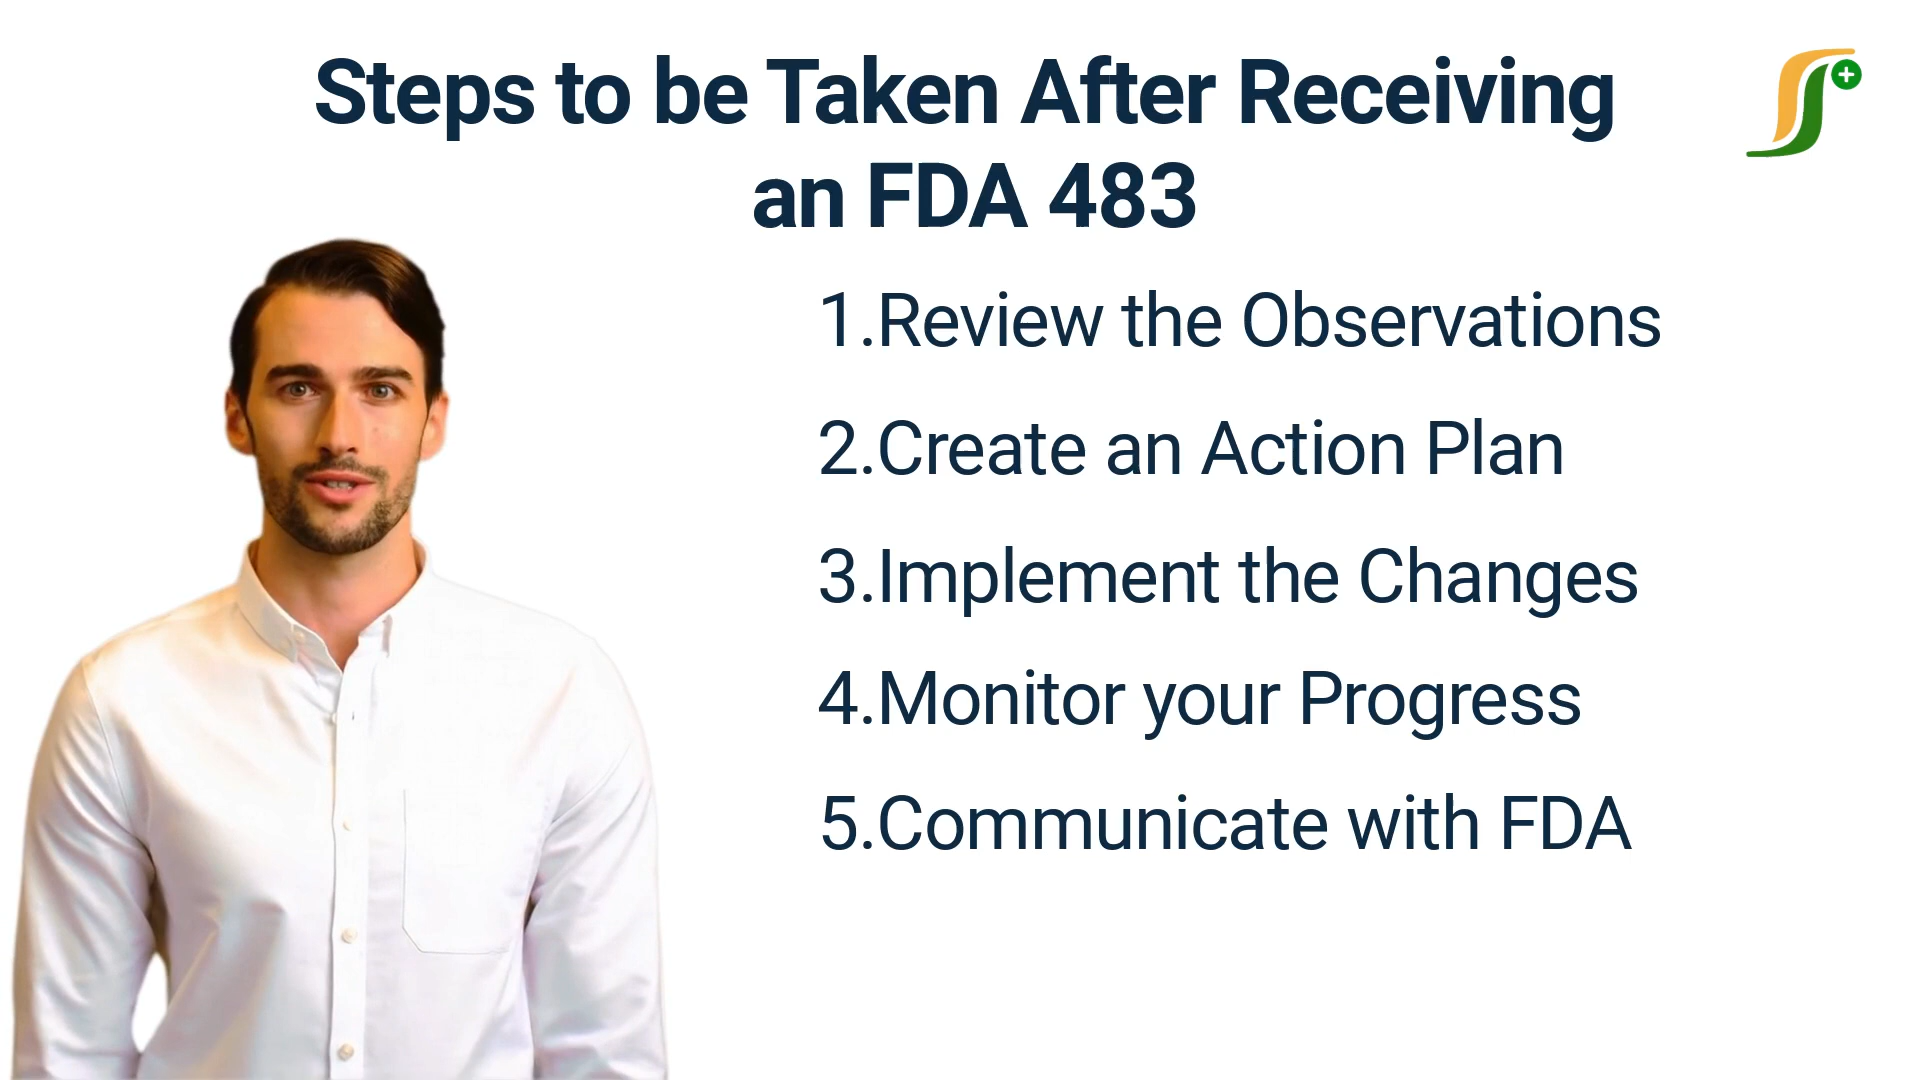 Steps to be Taken After Receiving
an FDA 483
1.Review the Observations
2.Create an Action Plan
3.Implement the Changes
4.Monitor your Progress
5.Communicate with FDA